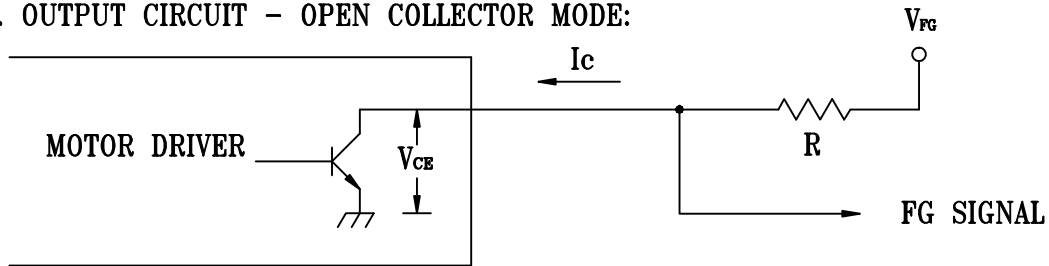 . OUTPUT CIRCUIT - OPEN COLLECTOR MODE:
VFG
Ic
MOTOR DRIVER
VCE
R
FG SIGNAL